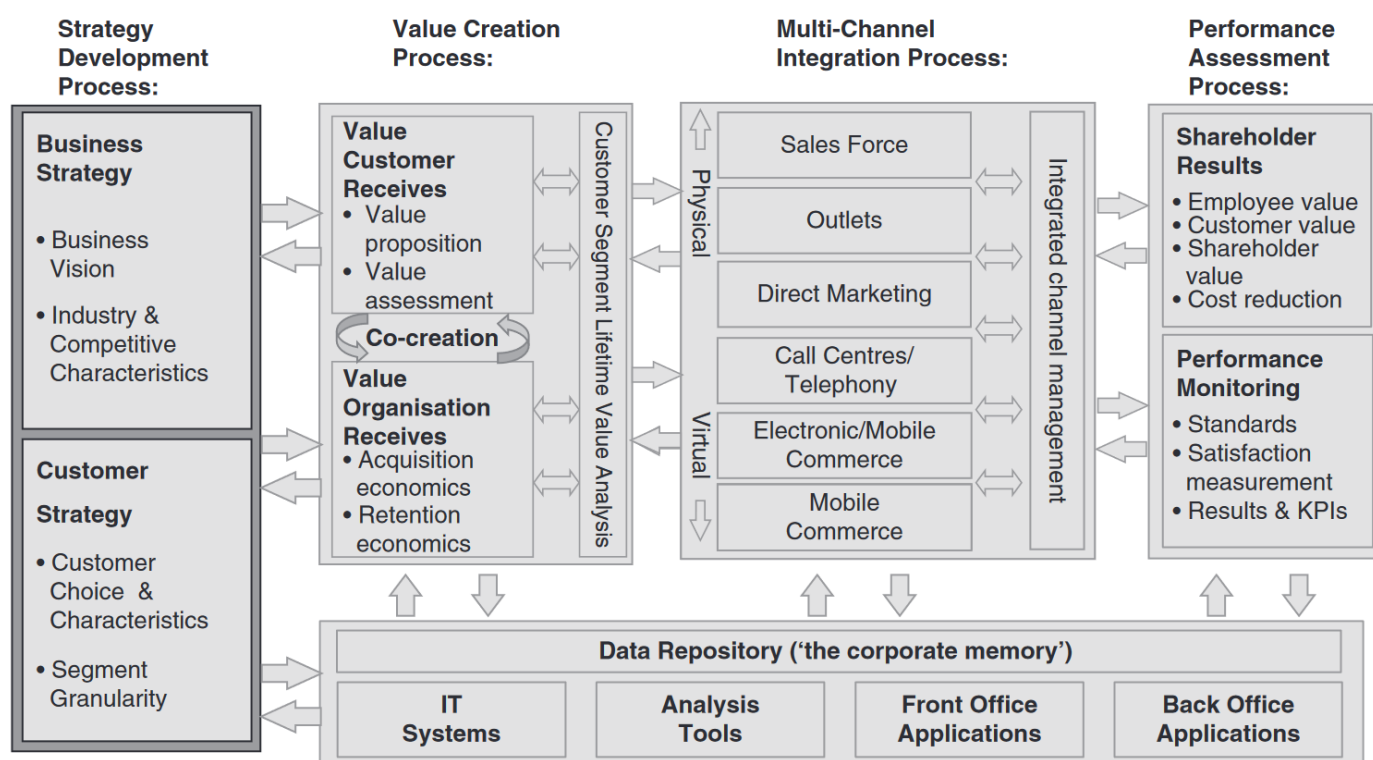 Strategy
Development
Process:
Value Creation
Process:
Multi-Channel
Integration Process:
Performance
Assessment
Process:
Business
Strategy
• Business
Vision
• Industry &
Competitive
Characteristics
Customer
Strategy
• Customer
Choice &
Characteristics
• Segment
Granularity
Value
Customer
Receives
• Value
proposition
• Value
assessment
Co-creation
Value
Organisation
Receives
• Acquisition
economics
• Retention
economics
Customer Segment Lifetime Value Analysis
Physical
Virtual
Sales Force
Outlets
Direct Marketing
Call Centres/
Telephony
Electronic/Mobile
Commerce
Mobile
Commerce
Integrated channel management
Shareholder
Results
• Employee value
• Customer value
• Shareholder
value
• Cost reduction
Performance
Monitoring
• Standards
• Satisfaction
measurement
• Results & KPIs
Data Repository (‘the corporate memory’)
IT
Systems
Analysis
Tools
Front Office
Applications
Back Office
Applications